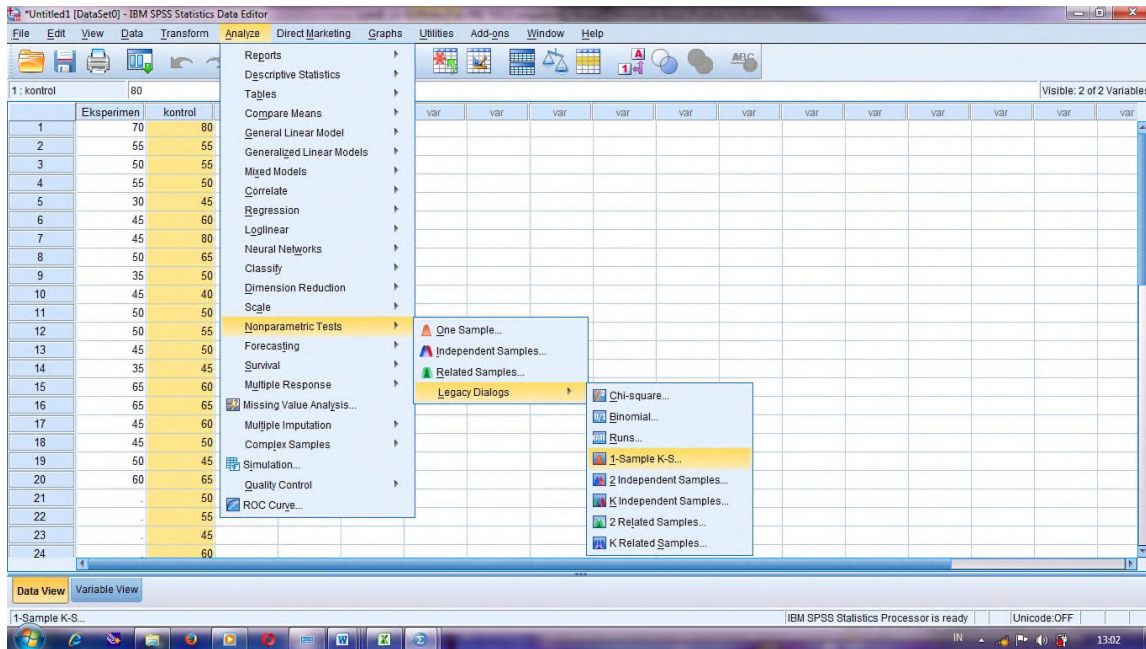 *Untitled1 [DataSet0] - IBM SPSS Statistics Data Editor
File Edit View Data Transform Analyze Direct Marketing Graphs Utilities Add-ons Window Help
1 : kontrol 80 Visible: 2 of 2 Variables
Eksperimen kontrol var var var var var var var var var var var var
1 70 80
2 55 55
3 50 55
4 55 50
5 30 45
6 45 60
7 45 80
8 50 65
9 35 50
10 45 40
11 50 50
12 50 55
13 45 50
14 35 45
15 65 60
16 65 65
17 45 60
18 45 50
19 50 45
20 60 65
21 . 50
22 . 55
23 . 45
24 . 60
Reports
Descriptive Statistics
Tables
Compare Means
General Linear Model
Generalized Linear Models
Mixed Models
Correlate
Regression
Loglinear
Neural Networks
Classify
Dimension Reduction
Scale
Nonparametric Tests
Forecasting
Survival
Multiple Response
Missing Value Analysis...
Multiple Imputation
Complex Samples
Simulation...
Quality Control
ROC Curve...
One Sample...
Independent Samples...
Related Samples...
Legacy Dialogs
Chi-square...
Binomial...
Runs...
1-Sample K-S...
2 Independent Samples...
K Independent Samples...
2 Related Samples...
K Related Samples...
Data View Variable View
1-Sample K-S... IBM SPSS Statistics Processor is ready Unicode:OFF
IN 13:02